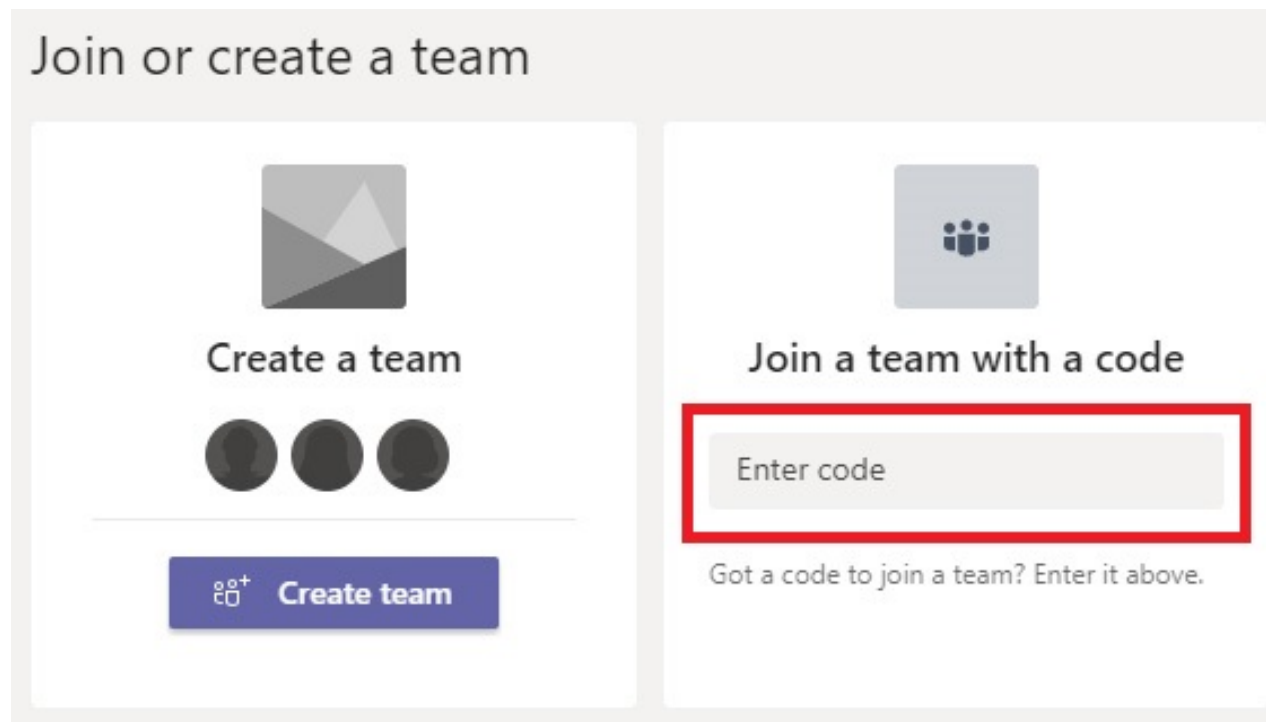 Join or create a team
Create a team
Create team
Join a team with a code
Enter code
Got a code to join a team? Enter it above.